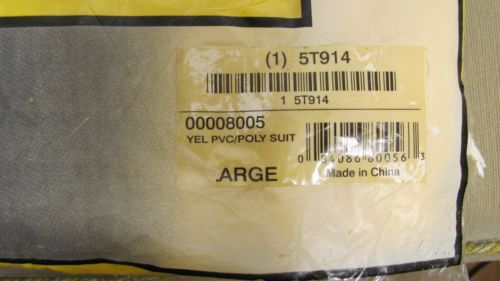 (1) 5T914
1 5T914
00008005
YEL PVC/POLY SUIT
.ARGE
Made in China